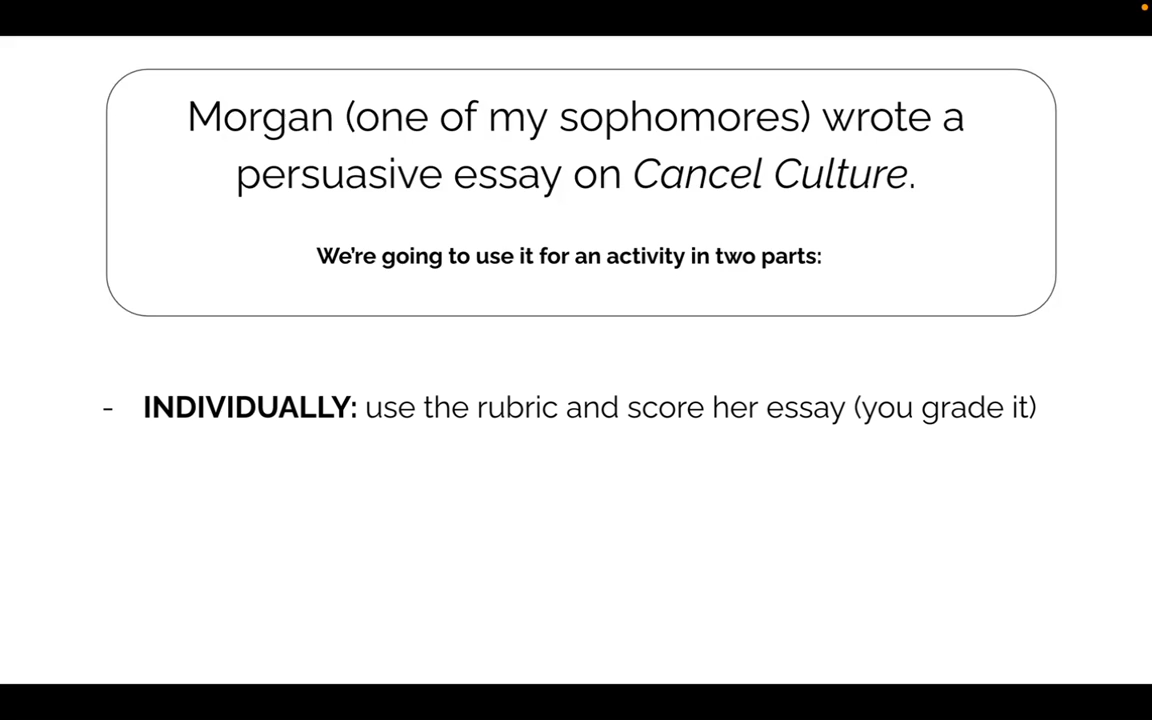 Morgan (one of my sophomores) wrote a
persuasive essay on Cancel Culture.
We're going to use it for an activity in two parts:
- INDIVIDUALLY: use the rubric and score her essay (you grade it)